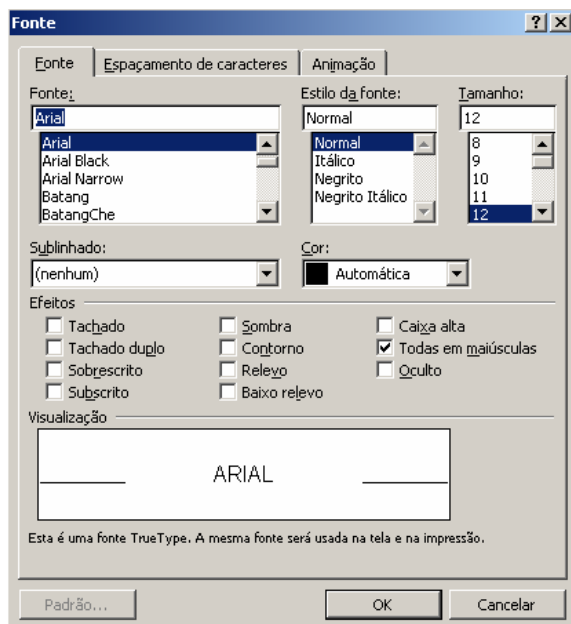 Fonte
Fonte Espaçamento de caracteres Animação
Fonte: Estilo da fonte: Tamanho:
Arial Normal 12
Arial Normal 8
Arial Black Itálico 9
Arial Narrow Negrito 10
Batang Negrito Itálico 11
BatangChe 12
Sublinhado: Cor:
(nenhum) Automática
Efeitos
Tachado Sombra Caixa alta
Tachado duplo Contorno Todas em maiúsculas
Sobrescrito Relevo Oculto
Subscrito Baixo relevo
Visualização
ARIAL
Esta é uma fonte TrueType. A mesma fonte será usada na tela e na impressão.
Padrão... OK Cancelar